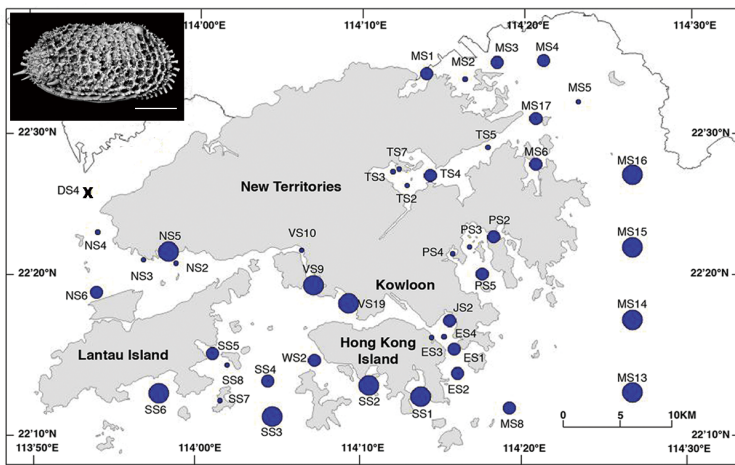 114'00"E
114'10"E
114'20"E
114'30"E
MS1
MS2
MS3
MS4
MS5
MS17
22'30"N
22'30"N
TS5
TS7
MS6
MS16
TS3
TS4
TS2
DS4
X
New Territories
NS4
NS5
VS10
PS2
PS3
MS15
NS3
NS2
PS4
22'20"N
22'20"N
VS9
Kowloon
PS5
NS6
VS19
JS2
MS14
ES4
Hong Kong
Island
SS5
ES3
ES1
Lantau Island
WS2
SS4
SS8
ES2
MS13
SS6
SS7
SS2
SS1
SS3
MS8
0 5 10KM
22'10"N
22'10"N
113'50"E
114'00"E
114'10"E
114'20"E
114'30"E